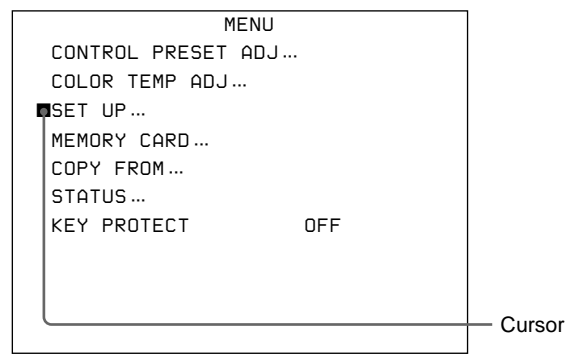 MENU
CONTROL PRESET ADJ...
COLOR TEMP ADJ...
SET UP...
MEMORY CARD...
COPY FROM...
STATUS...
KEY PROTECT OFF
Cursor